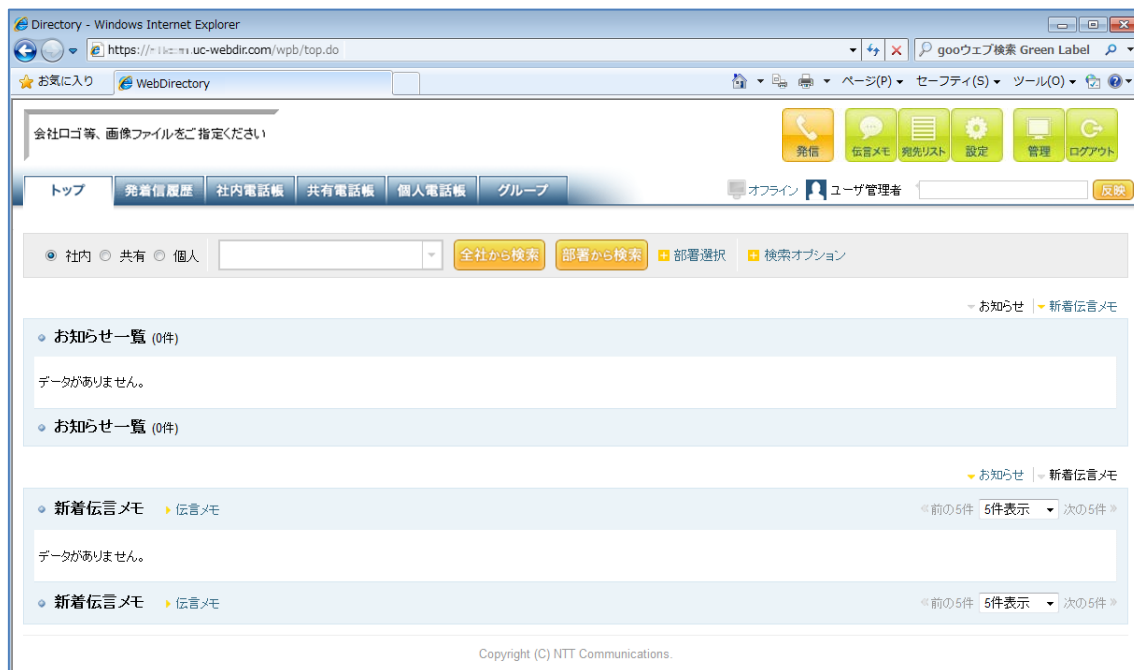 Directory - Windows Internet Explorer
https:// .uc-webdir.com/wpb/top.do gooウェブ検索 Green Label
お気に入り WebDirectory ページ(P) セーフティ(S) ツール(O)
会社ロゴ等、画像ファイルをご指定ください
発信 伝言メモ 宛先リスト 設定 管理 ログアウト
トップ 発着信履歴 社内電話帳 共有電話帳 個人電話帳 グループ オフライン ユーザ管理者 反映
社内 共有 個人 全社から検索 部署から検索 部署選択 検索オプション
お知らせ 新着伝言メモ
お知らせ一覧 (0件)
データがありません。
お知らせ一覧 (0件)
お知らせ 新着伝言メモ
新着伝言メモ 伝言メモ «前の5件 5件表示 次の5件»
データがありません。
新着伝言メモ 伝言メモ «前の5件 5件表示 次の5件»
Copyright (C) NTT Communications.